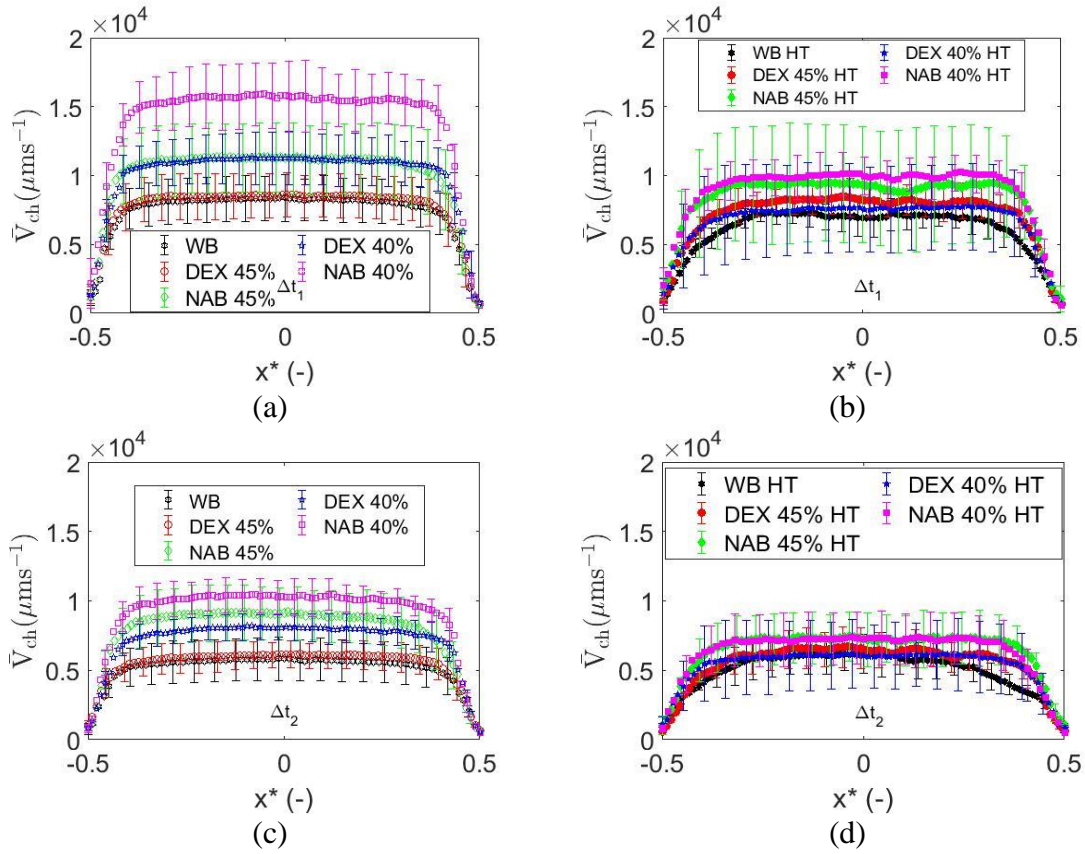 ×10⁴
2
1.5
1
0.5
0
V̄ch(μms⁻¹)
WB
DEX 45%
NAB 45%
DEX 40%
NAB 40%
Δt₁
-0.5 0 0.5
x* (-)
(a)
×10⁴
2
1.5
1
0.5
0
V̄ch(μms⁻¹)
WB HT
DEX 45% HT
NAB 45% HT
DEX 40% HT
NAB 40% HT
Δt₁
-0.5 0 0.5
x* (-)
(b)
×10⁴
2
1.5
1
0.5
0
V̄ch(μms⁻¹)
WB
DEX 45%
NAB 45%
DEX 40%
NAB 40%
Δt₂
-0.5 0 0.5
x* (-)
(c)
×10⁴
2
1.5
1
0.5
0
V̄ch(μms⁻¹)
WB HT
DEX 45% HT
NAB 45% HT
DEX 40% HT
NAB 40% HT
Δt₂
-0.5 0 0.5
x* (-)
(d)